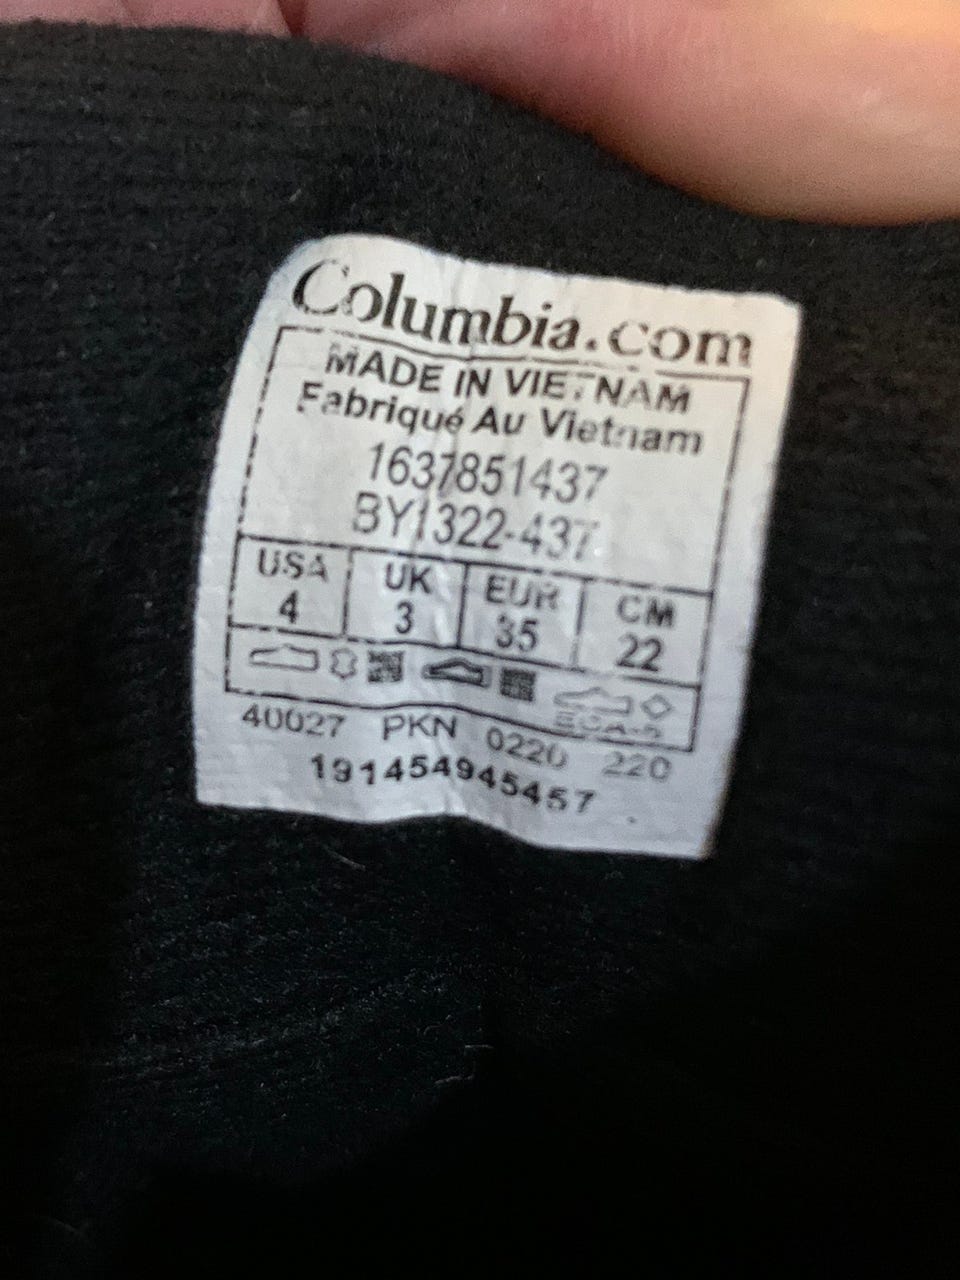 Columbia.com
MADE IN VIETNAM
Fabriqué Au Vietnam
1637851437
BY1322-437
USA UK EUR CM
4 3 35 22
40027 PKN 0220 220
191454945457